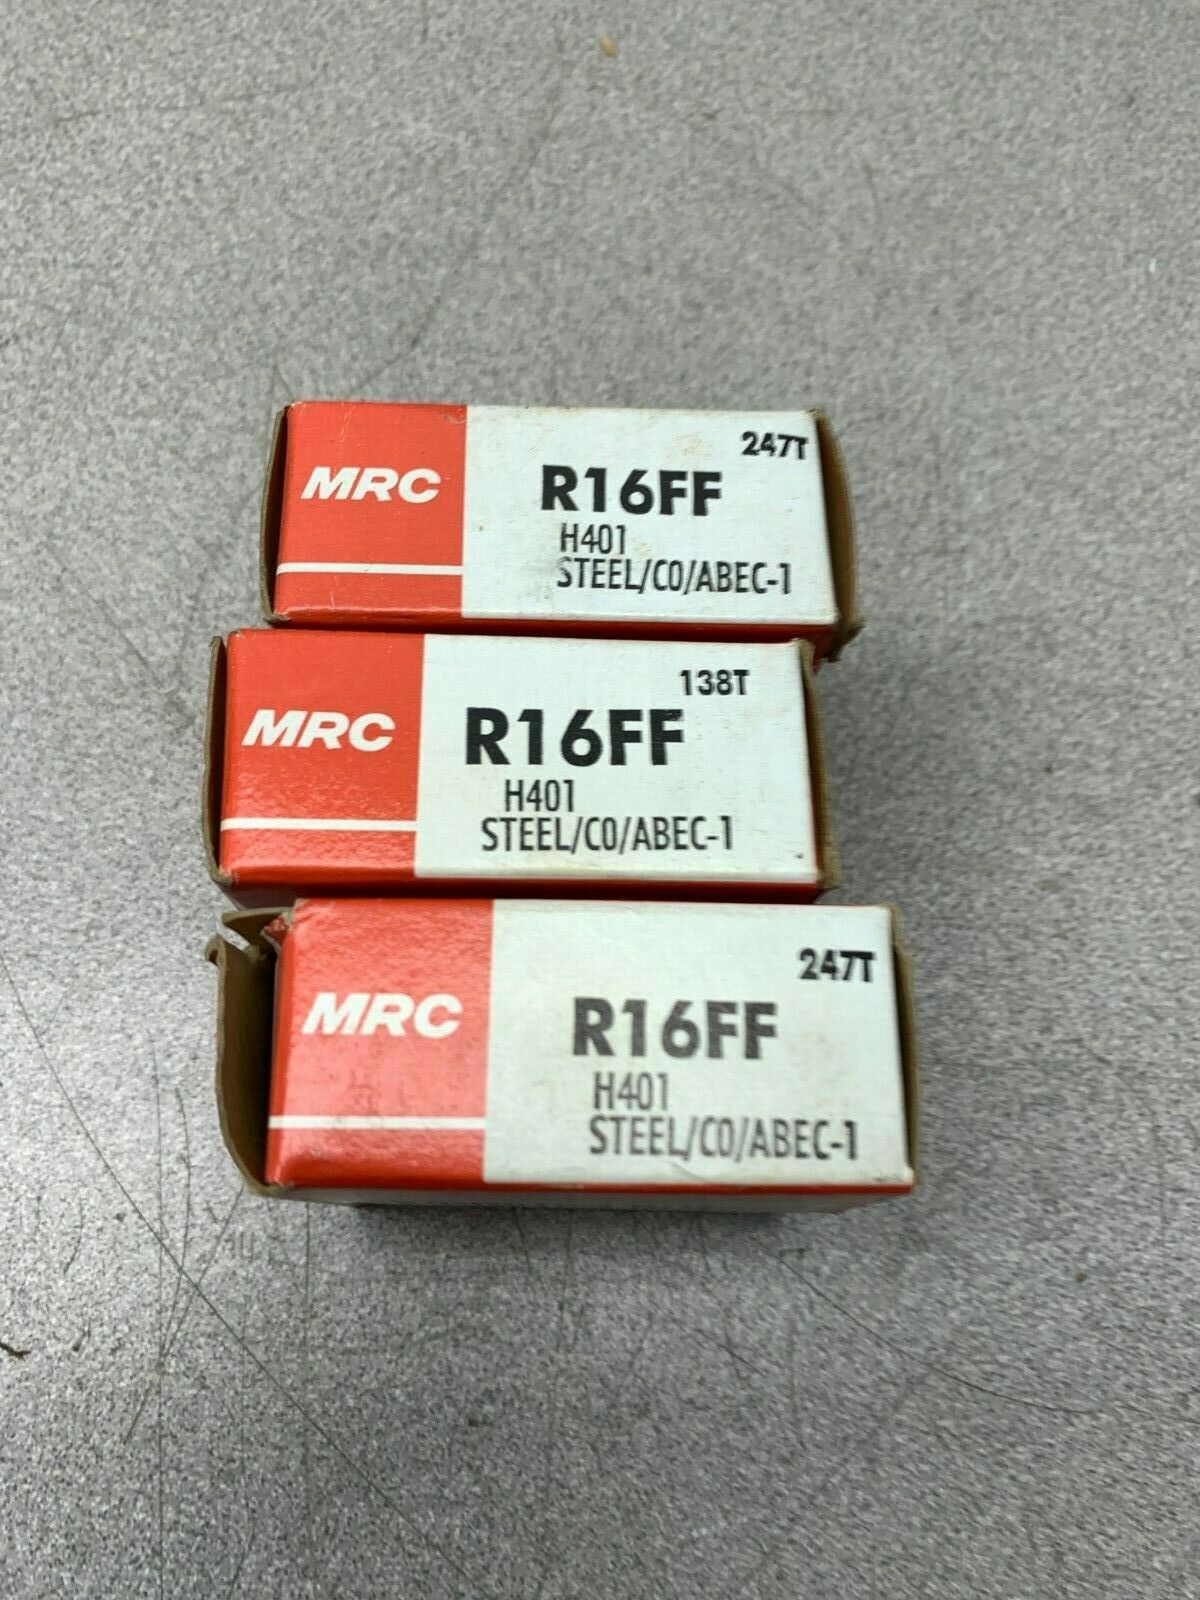 247T
MRC R16FF
H401
STEEL/C0/ABEC-1
138T
MRC R16FF
H401
STEEL/C0/ABEC-1
247T
MRC R16FF
H401
STEEL/C0/ABEC-1